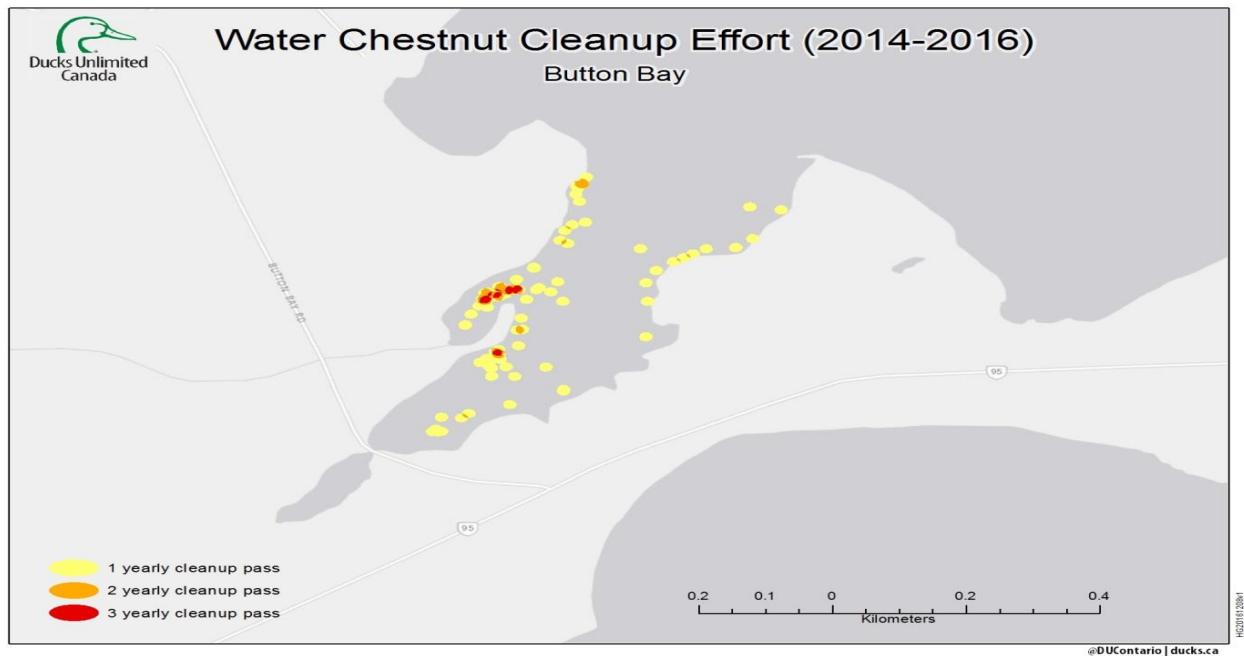 Ducks Unlimited
Canada
Water Chestnut Cleanup Effort (2014-2016)
Button Bay
BUTTON BAY RD
95
95
1 yearly cleanup pass
2 yearly cleanup pass
3 yearly cleanup pass
0.2 0.1 0 0.2 0.4
Kilometers
HG20161208v1
@DUContario | ducks.ca